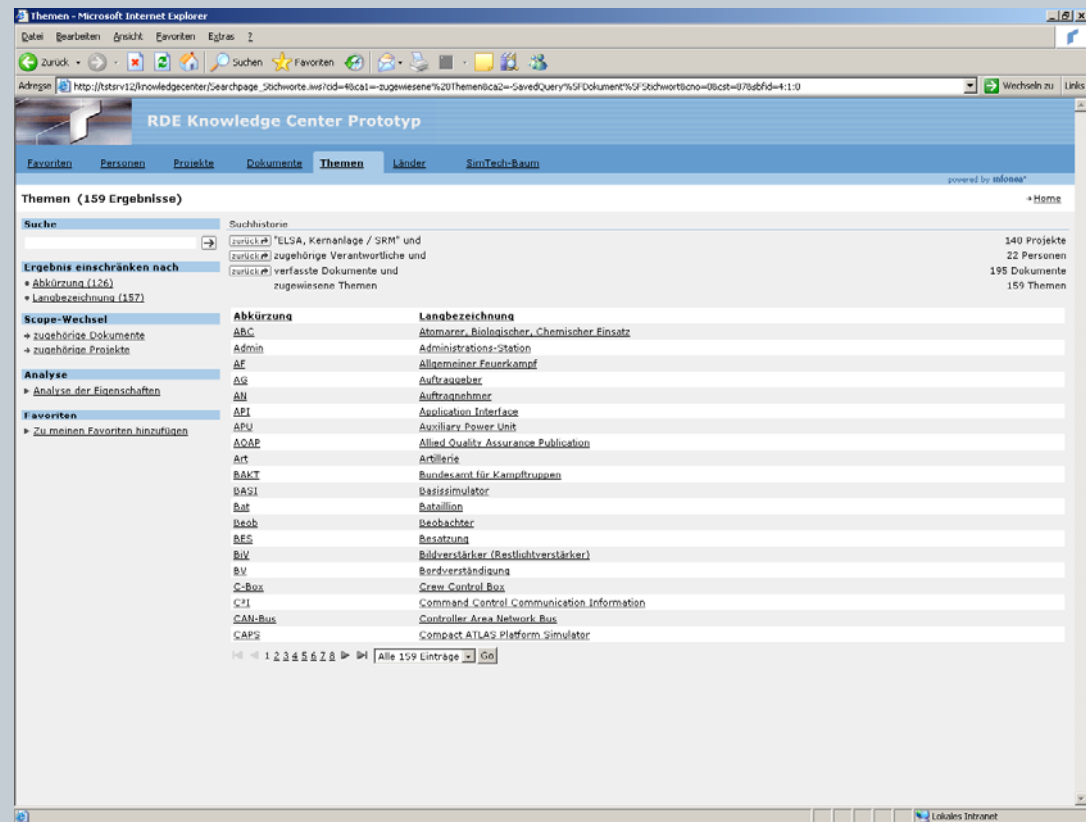 Themen - Microsoft Internet Explorer
Datei Bearbeiten Ansicht Favoriten Extras ?
Zurück Suchen Favoriten
Adresse http://tstsrv12/knowledgecenter/Searchpage_Stichworte.iws?cid=4&ca1=-zugewiesene%20Themen&ca2=-SavedQuery%5FDokument%5FStichwort&cno=0&cst=07&sbfid=4:1:0 Wechseln zu Links
RDE Knowledge Center Prototyp
Favoriten Personen Projekte Dokumente Themen Länder SimTech-Baum
powered by infonea
Themen (159 Ergebnisse) Home
Suche
Ergebnis einschränken nach
Abkürzung (126)
Langbezeichnung (157)
Scope-Wechsel
zugehörige Dokumente
zugehörige Projekte
Analyse
Analyse der Eigenschaften
Favoriten
Zu meinen Favoriten hinzufügen
Suchhistorie
zurück "ELSA, Kernanlage / SRM" und 140 Projekte
zurück zugehörige Verantwortliche und 22 Personen
zurück verfasste Dokumente und 195 Dokumente
zugewiesene Themen 159 Themen
Abkürzung Langbezeichnung
ABC Atomarer, Biologischer, Chemischer Einsatz
Admin Administrations-Station
AF Allgemeiner Feuerkampf
AG Auftraggeber
AN Auftragnehmer
API Application Interface
APU Auxiliary Power Unit
AQAP Allied Quality Assurance Publication
Art Artillerie
BAKT Bundesamt für Kampftruppen
BASI Basissimulator
Bat Bataillion
Beob Beobachter
BES Besatzung
BiV Bildverstärker (Restlichtverstärker)
BV Bordverständigung
C-Box Crew Control Box
C³I Command Control Communication Information
CAN-Bus Controller Area Network Bus
CAPS Compact ATLAS Platform Simulator
1 2 3 4 5 6 7 8 Alle 159 Einträge Go
Lokales Intranet